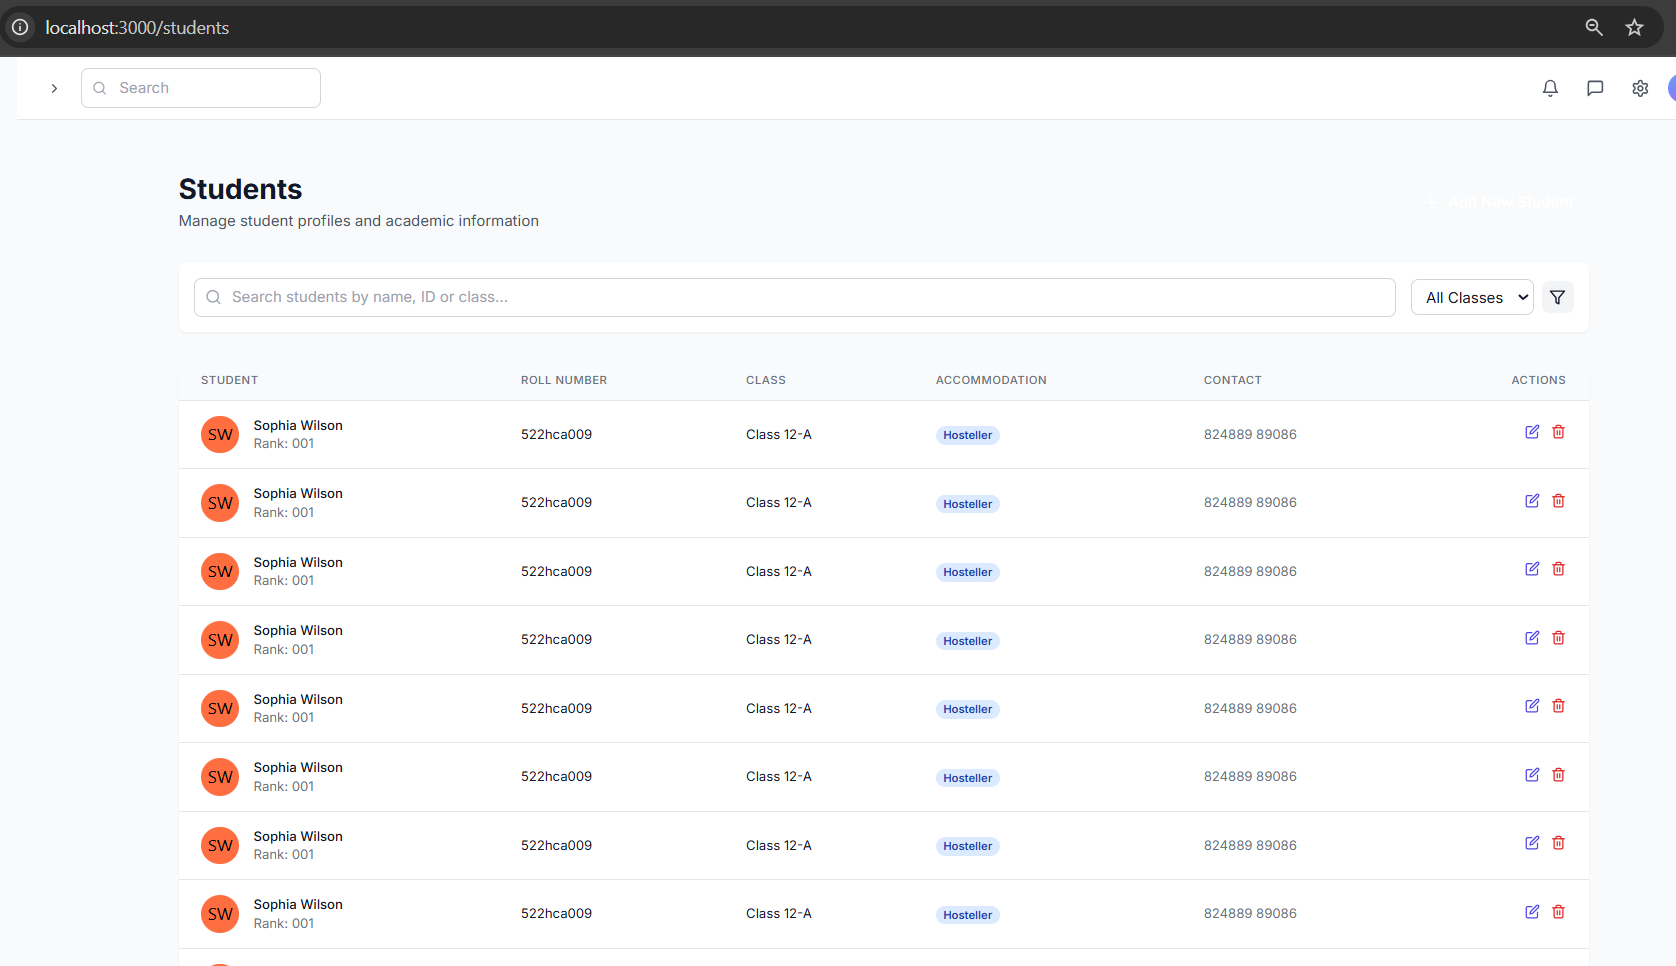 localhost:3000/students
Search
Students
Manage student profiles and academic information
Add New Student
Search students by name, ID or class...
All Classes
STUDENT ROLL NUMBER CLASS ACCOMMODATION CONTACT ACTIONS
SW Sophia Wilson 522hca009 Class 12-A Hosteller 824889 89086
Rank: 001
SW Sophia Wilson 522hca009 Class 12-A Hosteller 824889 89086
Rank: 001
SW Sophia Wilson 522hca009 Class 12-A Hosteller 824889 89086
Rank: 001
SW Sophia Wilson 522hca009 Class 12-A Hosteller 824889 89086
Rank: 001
SW Sophia Wilson 522hca009 Class 12-A Hosteller 824889 89086
Rank: 001
SW Sophia Wilson 522hca009 Class 12-A Hosteller 824889 89086
Rank: 001
SW Sophia Wilson 522hca009 Class 12-A Hosteller 824889 89086
Rank: 001
SW Sophia Wilson 522hca009 Class 12-A Hosteller 824889 89086
Rank: 001